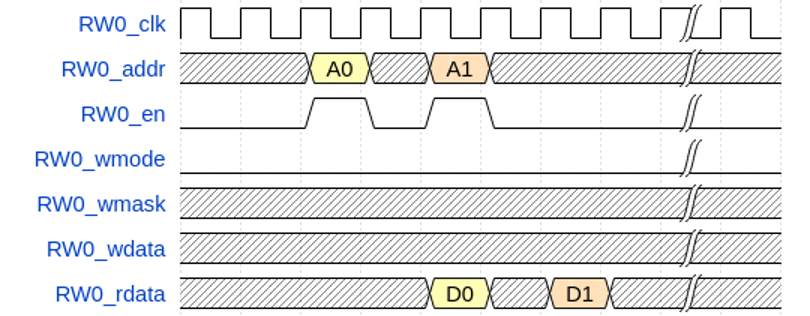 RW0_clk
RW0_addr A0 A1
RW0_en
RW0_wmode
RW0_wmask
RW0_wdata
RW0_rdata D0 D1